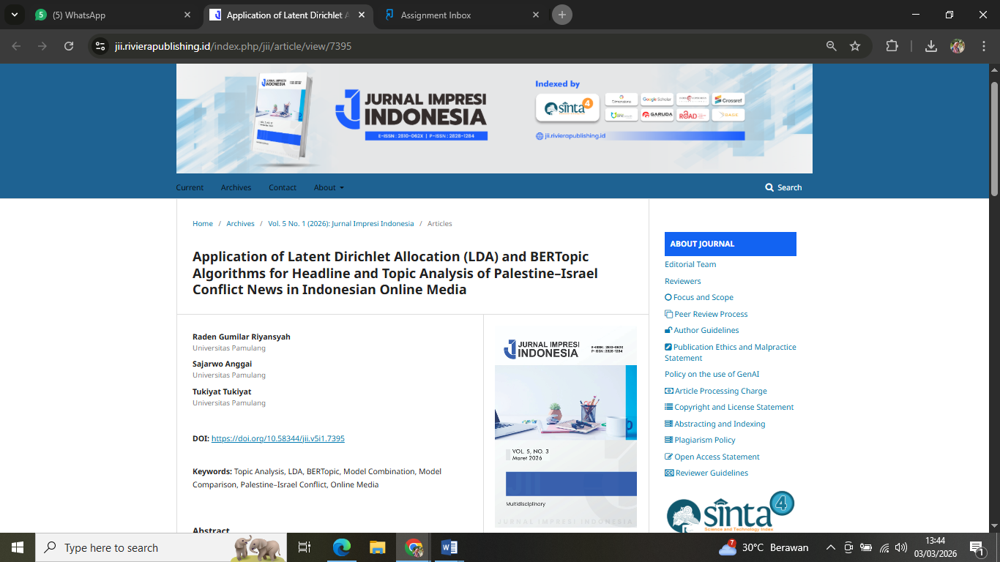 (5) WhatsApp
Application of Latent Dirichlet A
Assignment Inbox
jii.rivierapublishing.id/index.php/jii/article/view/7395
JURNAL IMPRESI
INDONESIA
E-ISSN : 2810-062X | P-ISSN : 2828-1284
Indexed by
sinta 4
Dimensions
Google Scholar
Crossref
GARUDA
ROAD
BASE
jii.rivierapublishing.id
Current Archives Contact About
Search
Home / Archives / Vol. 5 No. 1 (2026): Jurnal Impresi Indonesia / Articles
Application of Latent Dirichlet Allocation (LDA) and BERTopic
Algorithms for Headline and Topic Analysis of Palestine–Israel
Conflict News in Indonesian Online Media
Raden Gumilar Riyansyah
Universitas Pamulang
Sajarwo Anggai
Universitas Pamulang
Tukiyat Tukiyat
Universitas Pamulang
DOI: https://doi.org/10.58344/jii.v5i1.7395
Keywords: Topic Analysis, LDA, BERTopic, Model Combination, Model
Comparison, Palestine–Israel Conflict, Online Media
Abstract
JURNAL IMPRESI
INDONESIA
E-ISSN : 2810-062X
P-ISSN : 2828-1284
VOL. 5, NO. 3
Maret 2026
Multidisciplinary
JURNAL IMPRESI INDONESIA
ABOUT JOURNAL
Editorial Team
Reviewers
Focus and Scope
Peer Review Process
Author Guidelines
Publication Ethics and Malpractice
Statement
Policy on the use of GenAI
Article Processing Charge
Copyright and License Statement
Abstracting and Indexing
Plagiarism Policy
Open Access Statement
Reviewer Guidelines
sinta 4
Science and Technology Index
Type here to search
30°C Berawan
13:44
03/03/2026